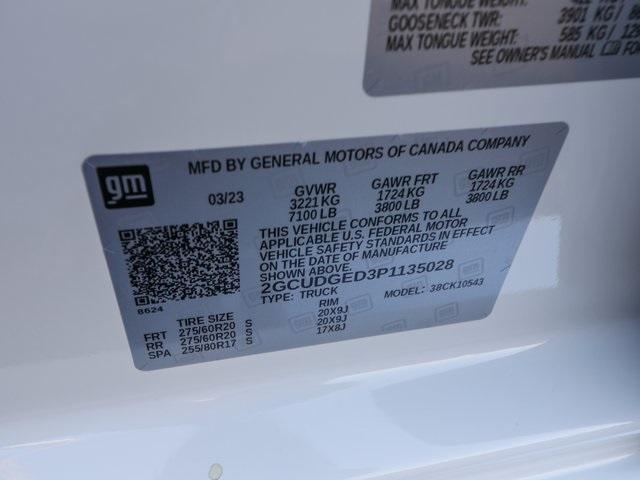 GOOSENECK TWR: 3901 KG /
MAX TONGUE WEIGHT: 585 KG /
SEE OWNER'S MANUAL
gm
MFD BY GENERAL MOTORS OF CANADA COMPANY
03/23 GVWR GAWR FRT GAWR RR
3221 KG 1724 KG 1724 KG
7100 LB 3800 LB 3800 LB
THIS VEHICLE CONFORMS TO ALL
APPLICABLE U.S. FEDERAL MOTOR
VEHICLE SAFETY STANDARDS IN EFFECT
ON THE DATE OF MANUFACTURE
SHOWN ABOVE.
2GCUDGED3P1135028
TYPE: TRUCK MODEL: 38CK10543
8624
TIRE SIZE RIM
FRT 275/60R20 S 20X9J
RR 275/60R20 S 20X9J
SPA 255/80R17 S 17X8J